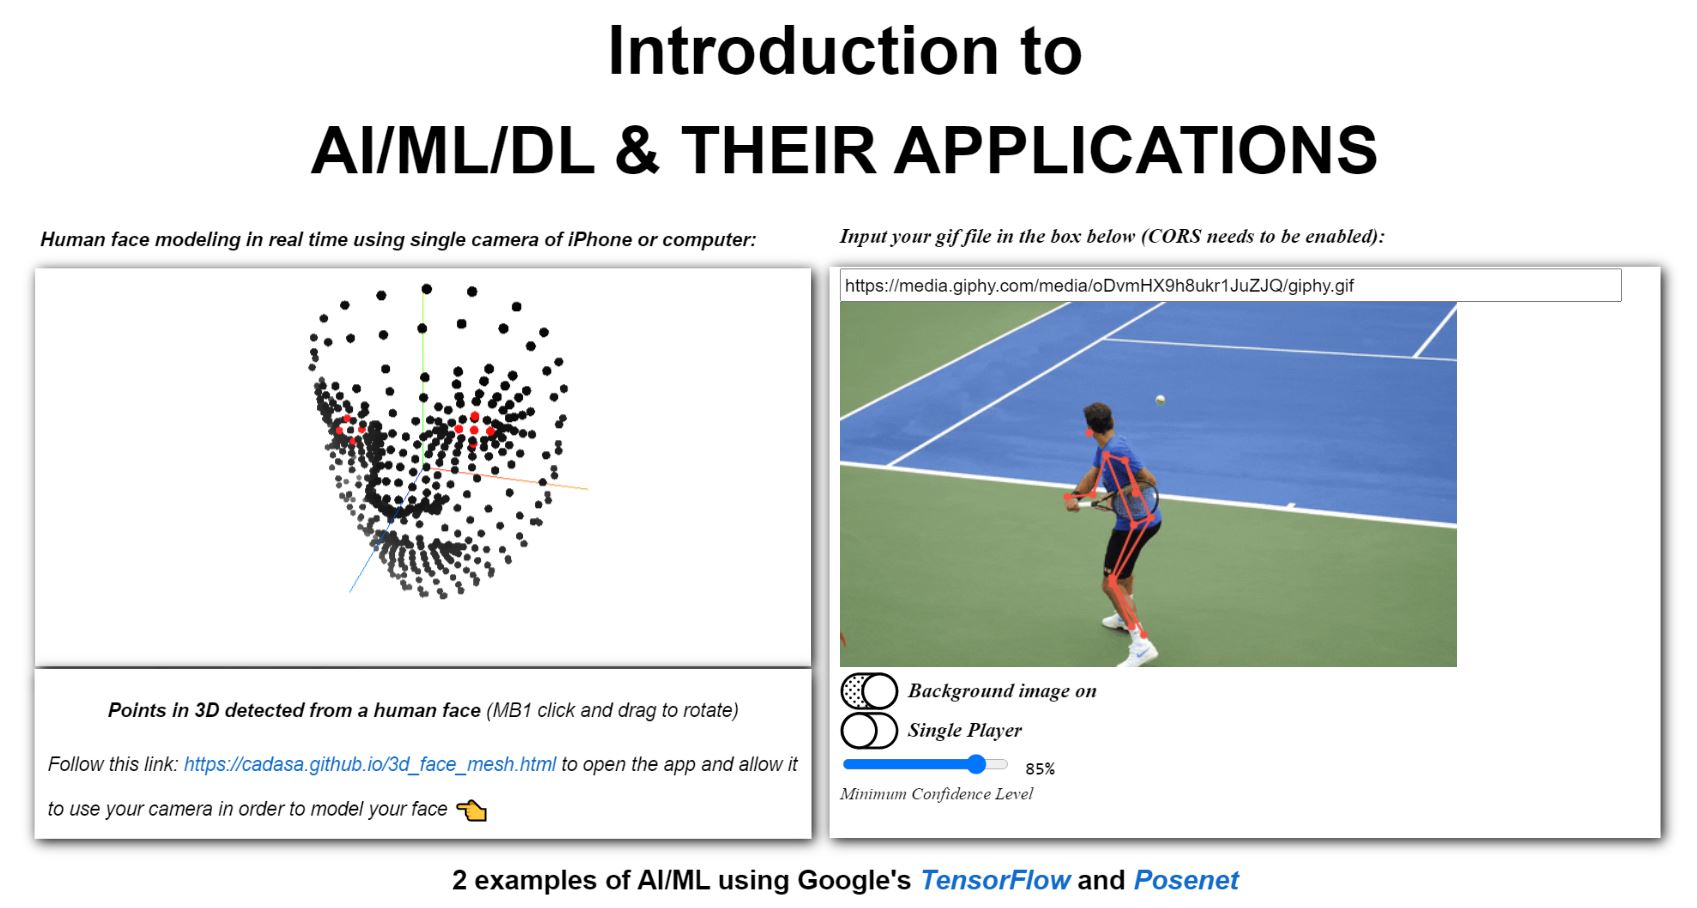 Introduction to
AI/ML/DL & THEIR APPLICATIONS
Human face modeling in real time using single camera of iPhone or computer:
Points in 3D detected from a human face (MB1 click and drag to rotate)
Follow this link: https://cadasa.github.io/3d_face_mesh.html to open the app and allow it
to use your camera in order to model your face 👈
Input your gif file in the box below (CORS needs to be enabled):
https://media.giphy.com/media/oDvmHX9h8ukr1JuZJQ/giphy.gif
Background image on
Single Player
85%
Minimum Confidence Level
2 examples of AI/ML using Google's TensorFlow and Posenet